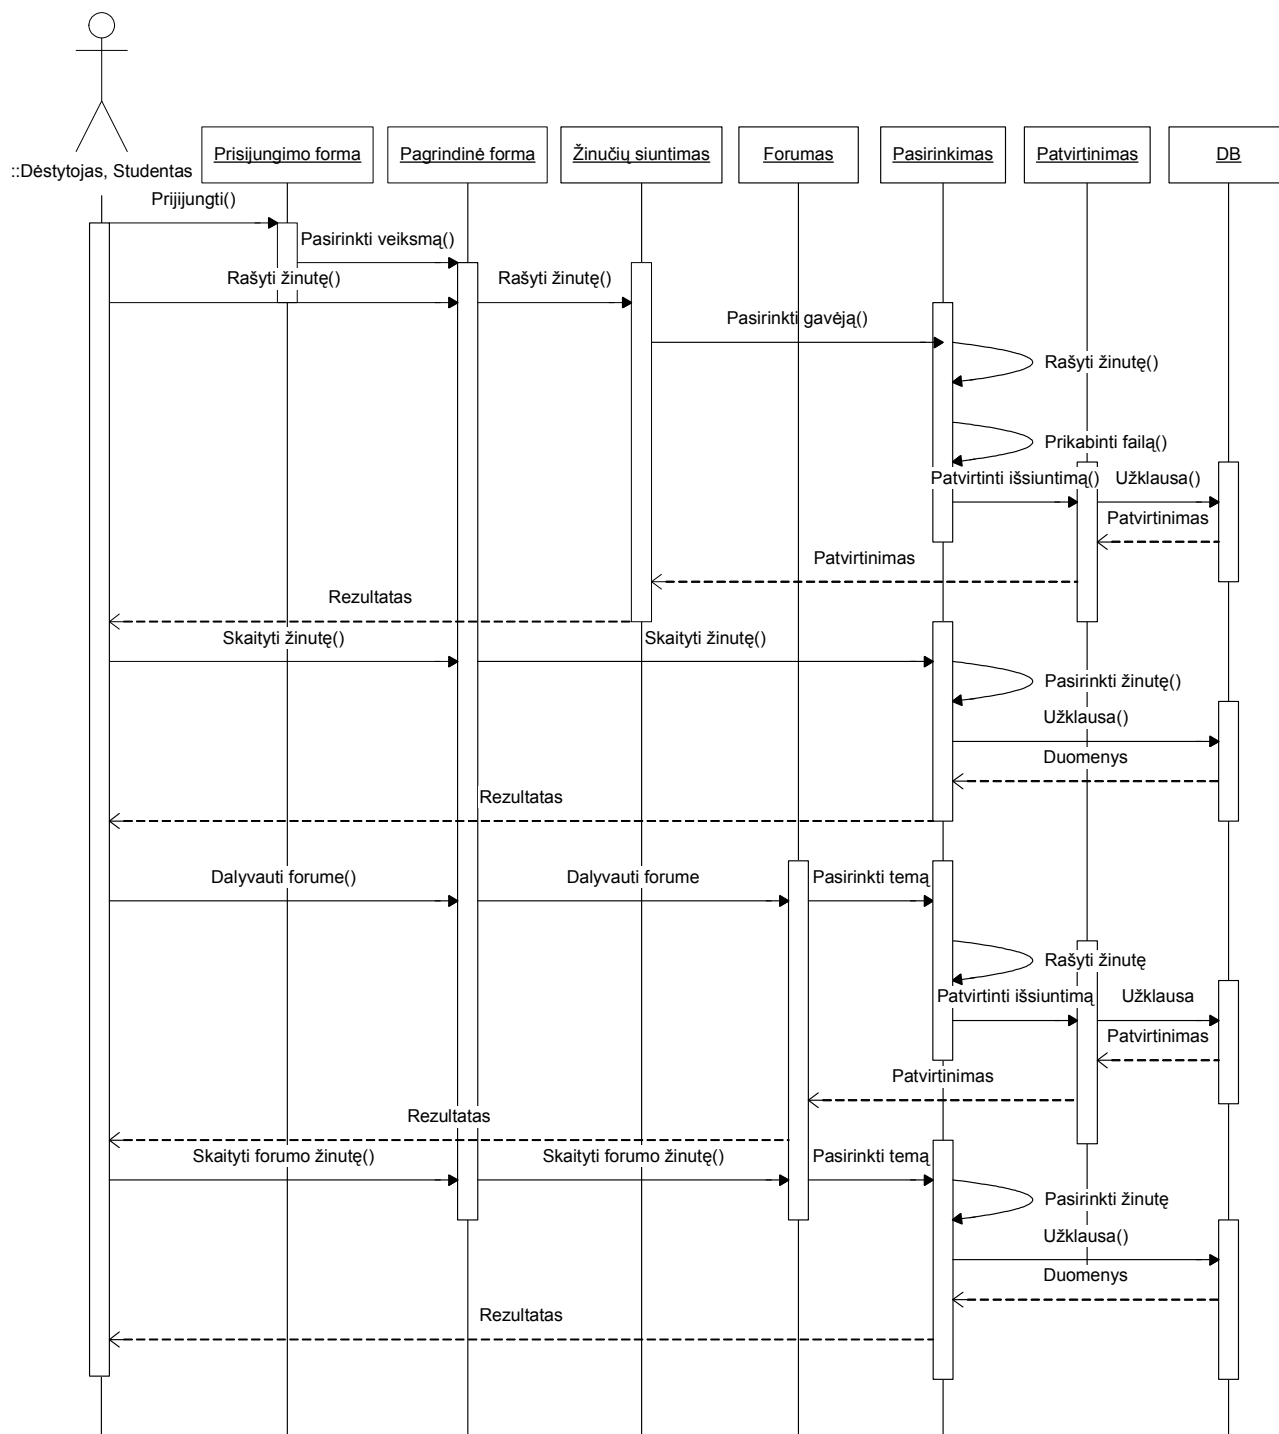 Prisijungimo forma
Pagrindinė forma
Žinučių siuntimas
Forumas
Pasirinkimas
Patvirtinimas
DB
::Dėstytojas, Studentas
Prijijungti()
Pasirinkti veiksmą()
Rašyti žinutę()
Rašyti žinutę()
Pasirinkti gavėją()
Rašyti žinutę()
Prikabinti failą()
Patvirtinti išsiuntimą()
Užklausa()
Patvirtinimas
Patvirtinimas
Rezultatas
Skaityti žinutę()
Skaityti žinutę()
Pasirinkti žinutę()
Užklausa()
Duomenys
Rezultatas
Dalyvauti forume()
Dalyvauti forume
Pasirinkti temą
Rašyti žinutę
Patvirtinti išsiuntimą
Užklausa
Patvirtinimas
Patvirtinimas
Rezultatas
Skaityti forumo žinutę()
Skaityti forumo žinutę()
Pasirinkti temą
Pasirinkti žinutę
Užklausa()
Duomenys
Rezultatas